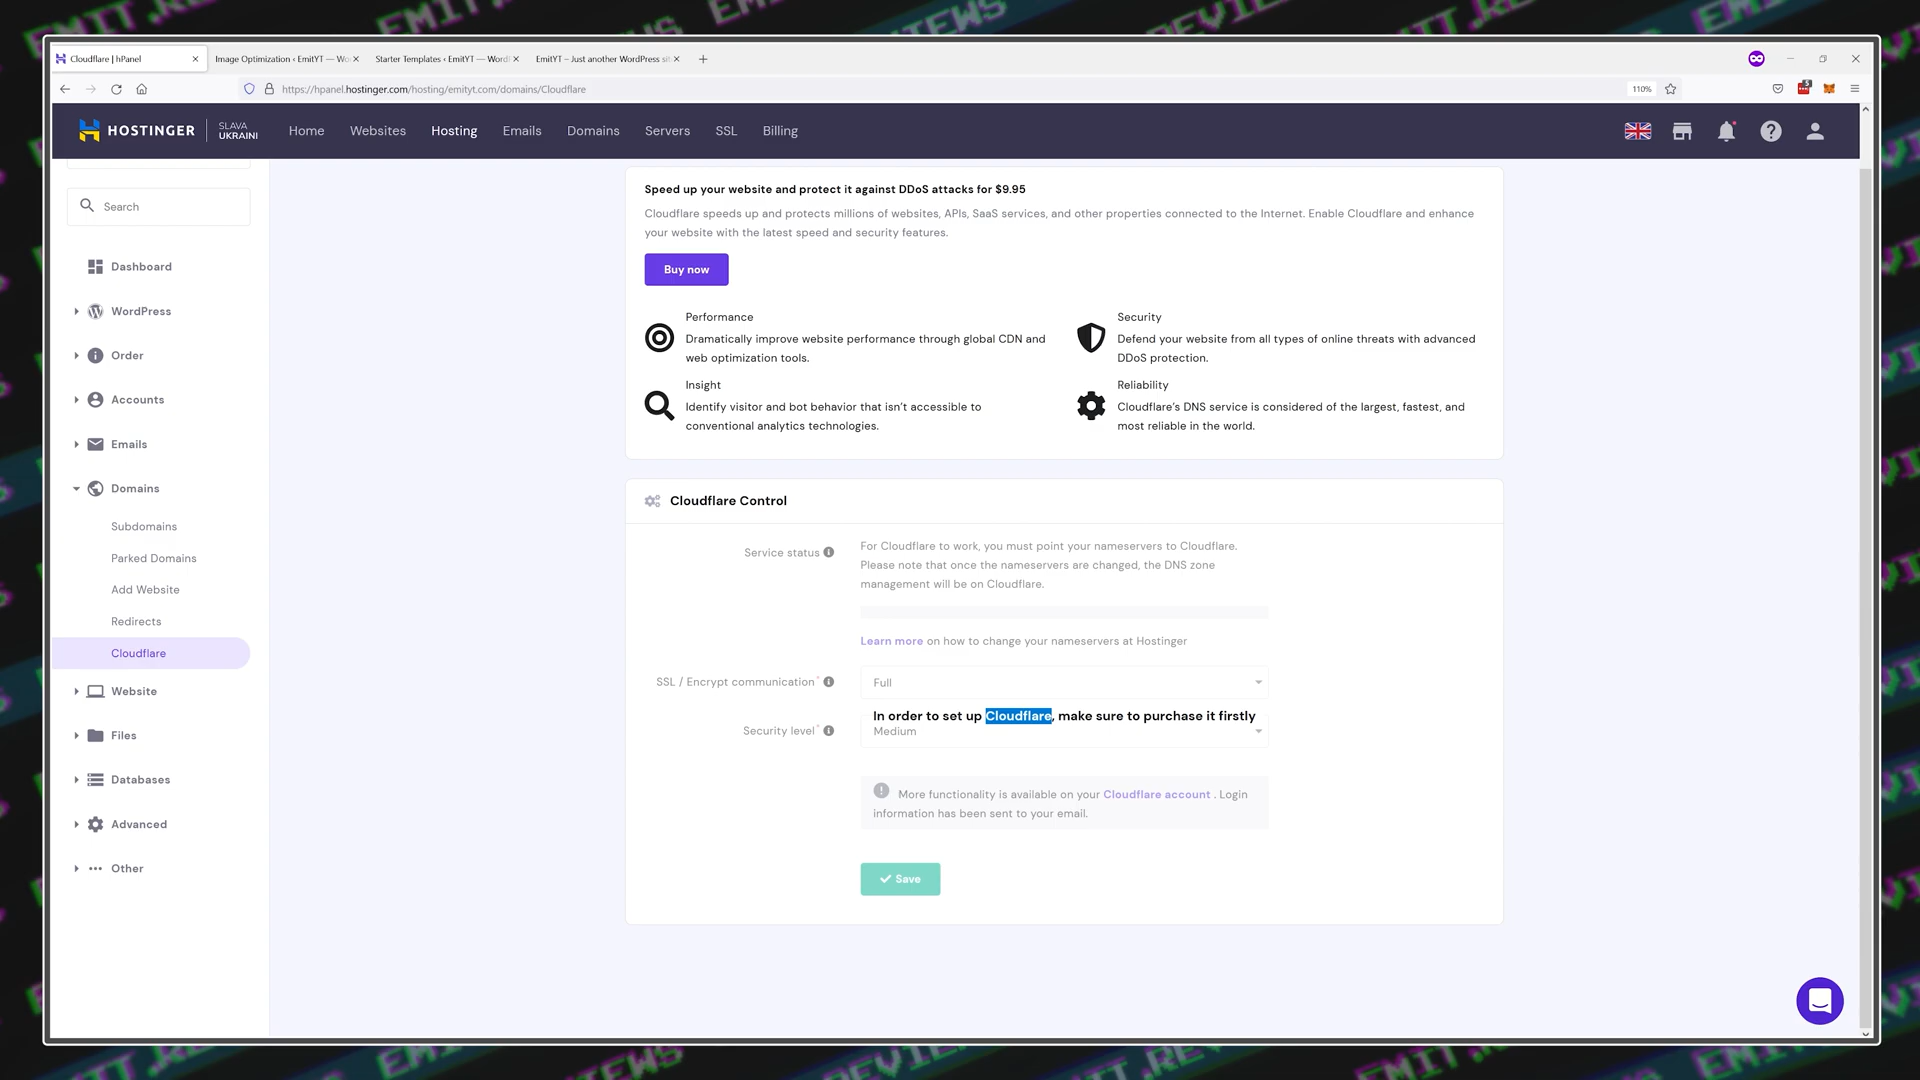 Cloudflare | hPanel
Image Optimization ‹ EmitYT — Wo
Starter Templates ‹ EmitYT — Word
EmitYT – Just another WordPress si
https://hpanel.hostinger.com/hosting/emityt.com/domains/Cloudflare
110%
HOSTINGER
SLAVA
UKRAINI
Home
Websites
Hosting
Emails
Domains
Servers
SSL
Billing
Search
Dashboard
WordPress
Order
Accounts
Emails
Domains
Subdomains
Parked Domains
Add Website
Redirects
Cloudflare
Website
Files
Databases
Advanced
Other
Speed up your website and protect it against DDoS attacks for $9.95
Cloudflare speeds up and protects millions of websites, APIs, SaaS services, and other properties connected to the Internet. Enable Cloudflare and enhance
your website with the latest speed and security features.
Buy now
Performance
Dramatically improve website performance through global CDN and
web optimization tools.
Security
Defend your website from all types of online threats with advanced
DDoS protection.
Insight
Identify visitor and bot behavior that isn't accessible to
conventional analytics technologies.
Reliability
Cloudflare's DNS service is considered of the largest, fastest, and
most reliable in the world.
Cloudflare Control
Service status
For Cloudflare to work, you must point your nameservers to Cloudflare.
Please note that once the nameservers are changed, the DNS zone
management will be on Cloudflare.
Learn more on how to change your nameservers at Hostinger
SSL / Encrypt communication*
Full
In order to set up Cloudflare, make sure to purchase it firstly
Security level*
Medium
More functionality is available on your Cloudflare account . Login
information has been sent to your email.
Save